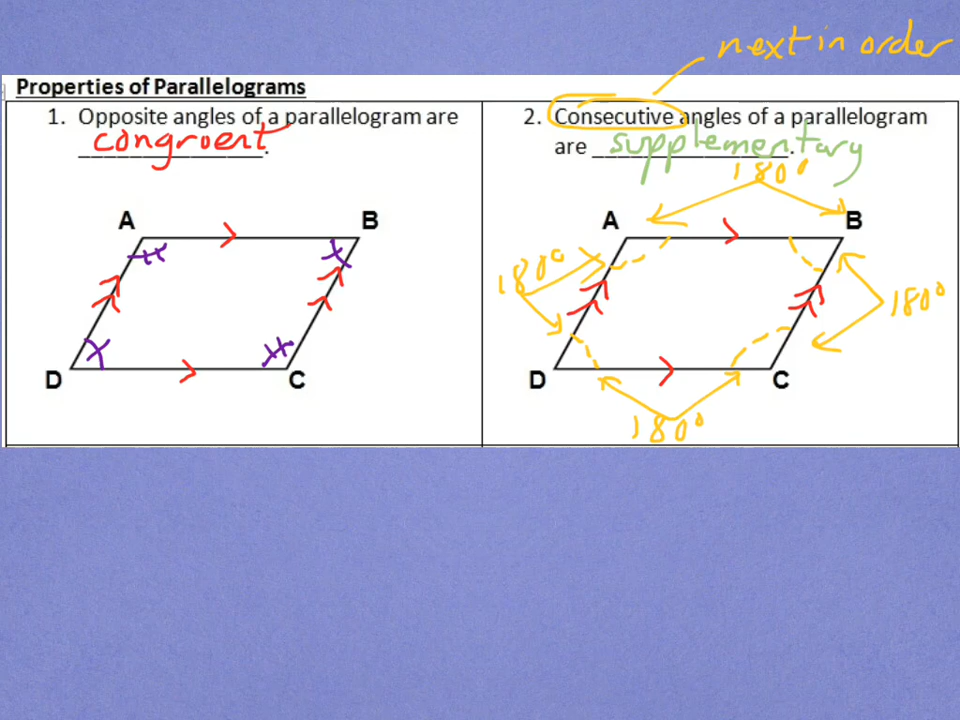 next in order
Properties of Parallelograms
1. Opposite angles of a parallelogram are
congruent.
2. Consecutive angles of a parallelogram
are supplementary.
A B
D C
180°
A B
180°
180°
D C
180°